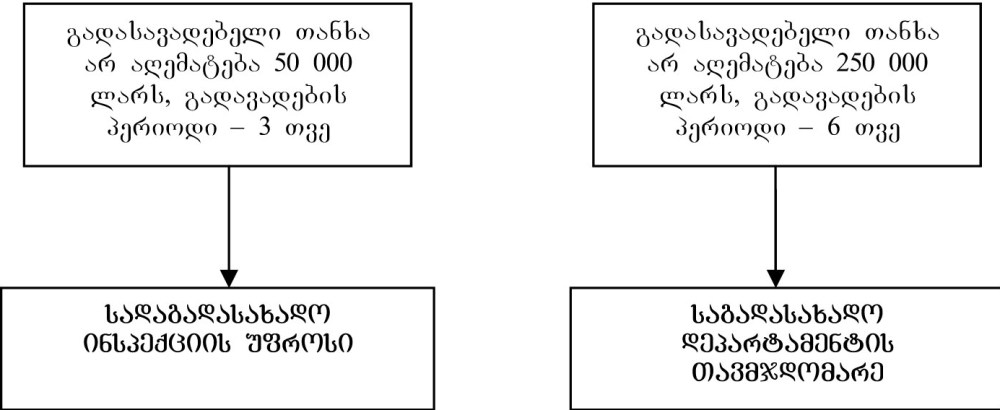 გადასავადებელი თანხა
არ აღემატება 50 000
ლარს, გადავადების
პერიოდი – 3 თვე
გადასავადებელი თანხა
არ აღემატება 250 000
ლარს, გადავადების
პერიოდი – 6 თვე
სადაგადასახადო
ინსპექციის უფროსი
საგადასახადო
დეპარტამენტის
თავმჯდომარე